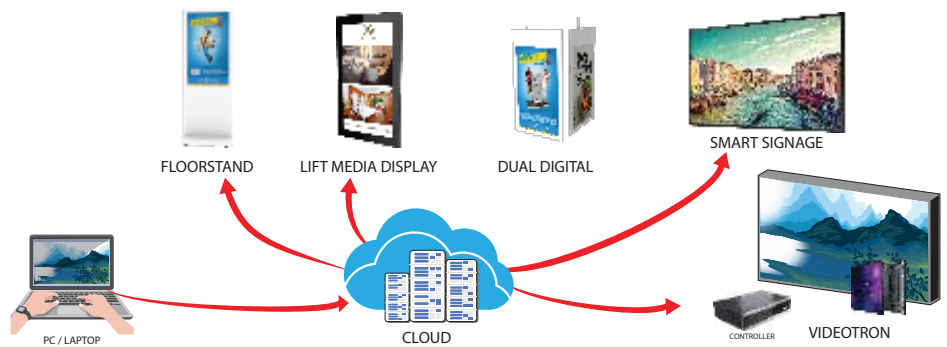 FLOORSTAND
LIFT MEDIA DISPLAY
DUAL DIGITAL
SMART SIGNAGE
PC / LAPTOP
CLOUD
CONTROLLER
VIDEOTRON